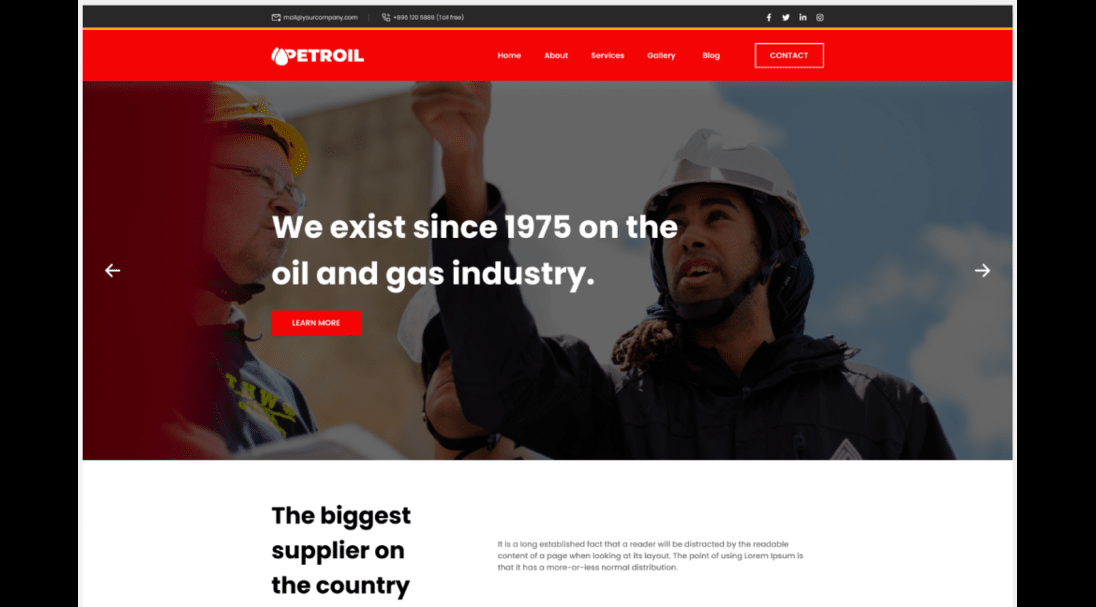 mail@yourcompany.com | +896 120 5889 (Toll free)
PETROIL
Home About Services Gallery Blog CONTACT
We exist since 1975 on the
oil and gas industry.
LEARN MORE
THWS
The biggest
supplier on
the country
It is a long established fact that a reader will be distracted by the readable
content of a page when looking at its layout. The point of using Lorem Ipsum is
that it has a more-or-less normal distribution.